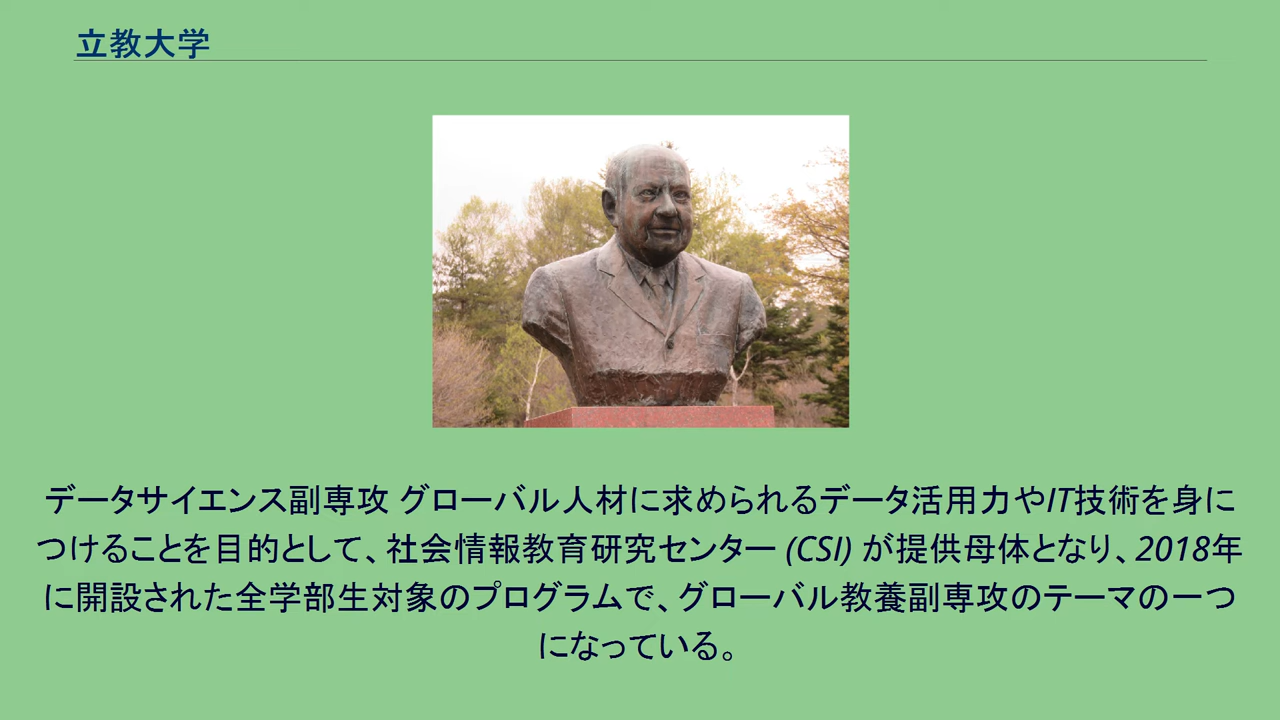 立教大学
データサイエンス副専攻 グローバル人材に求められるデータ活用力やIT技術を身に
つけることを目的として、社会情報教育研究センター (CSI) が提供母体となり、2018年
に開設された全学部生対象のプログラムで、グローバル教養副専攻のテーマの一つ
になっている。